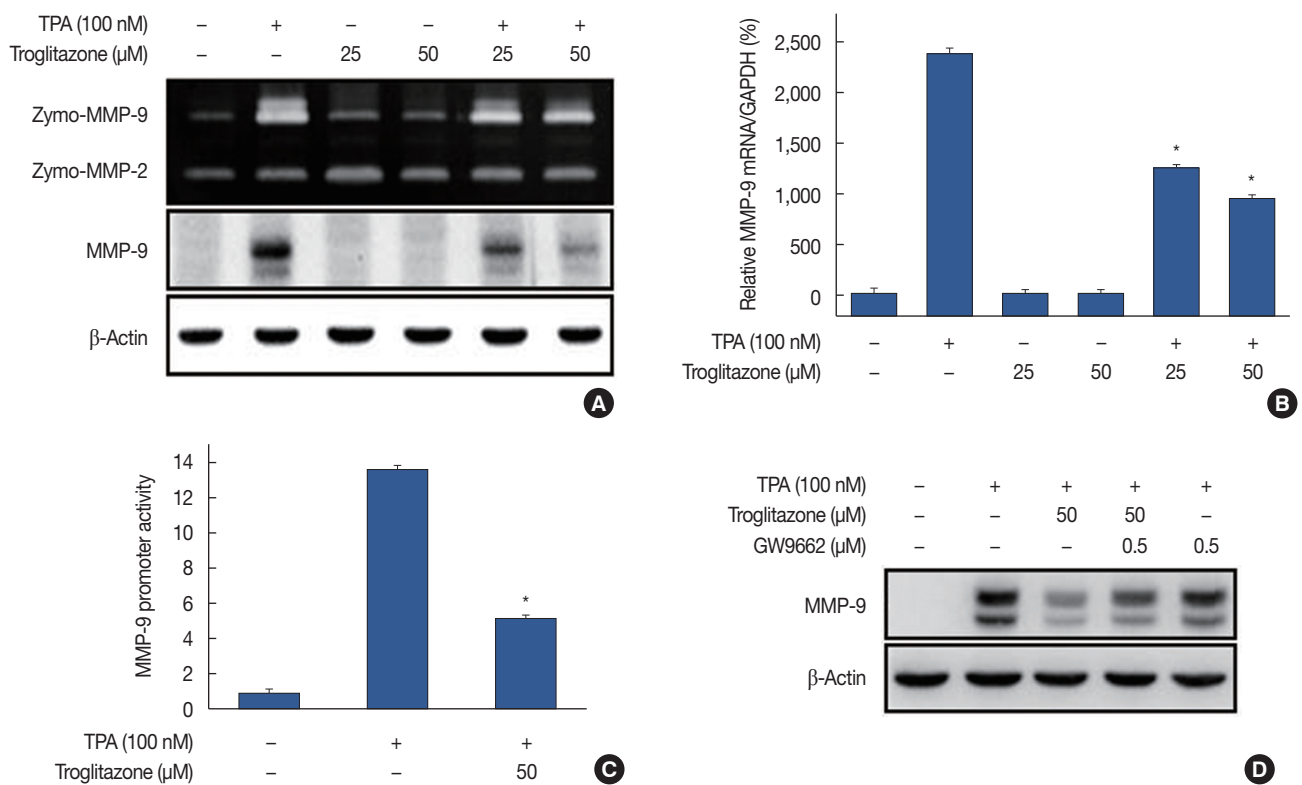 TPA (100 nM) – + – – + +
Troglitazone (µM) – – 25 50 25 50
Zymo-MMP-9
Zymo-MMP-2
MMP-9
β-Actin
A
Relative MMP-9 mRNA/GAPDH (%)
2,500
2,000
1,500
1,000
500
0
* *
TPA (100 nM) – + – – + +
Troglitazone (µM) – – 25 50 25 50
B
MMP-9 promoter activity
14
12
10
8
6
4
2
0
*
TPA (100 nM) – + +
Troglitazone (µM) – – 50
C
TPA (100 nM) – + + + +
Troglitazone (µM) – – 50 50 –
GW9662 (µM) – – – 0.5 0.5
MMP-9
β-Actin
D